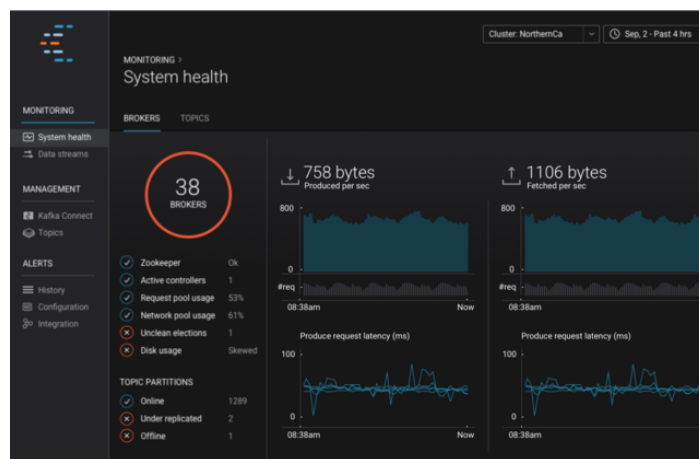 Cluster: NorthernCa
Sep, 2 - Past 4 hrs
MONITORING >
System health
MONITORING
System health
Data streams
MANAGEMENT
Kafka Connect
Topics
ALERTS
History
Configuration
Integration
BROKERS TOPICS
38
BROKERS
Zookeeper Ok
Active controllers 1
Request pool usage 53%
Network pool usage 61%
Unclean elections 1
Disk usage Skewed
TOPIC PARTITIONS
Online 1289
Under replicated 2
Offline 1
758 bytes
Produced per sec
800
0
#req
08:38am Now
Produce request latency (ms)
100
0
08:38am Now
1106 bytes
Fetched per sec
800
0
#req
08:38am
Produce request latency (ms)
100
0
08:38am